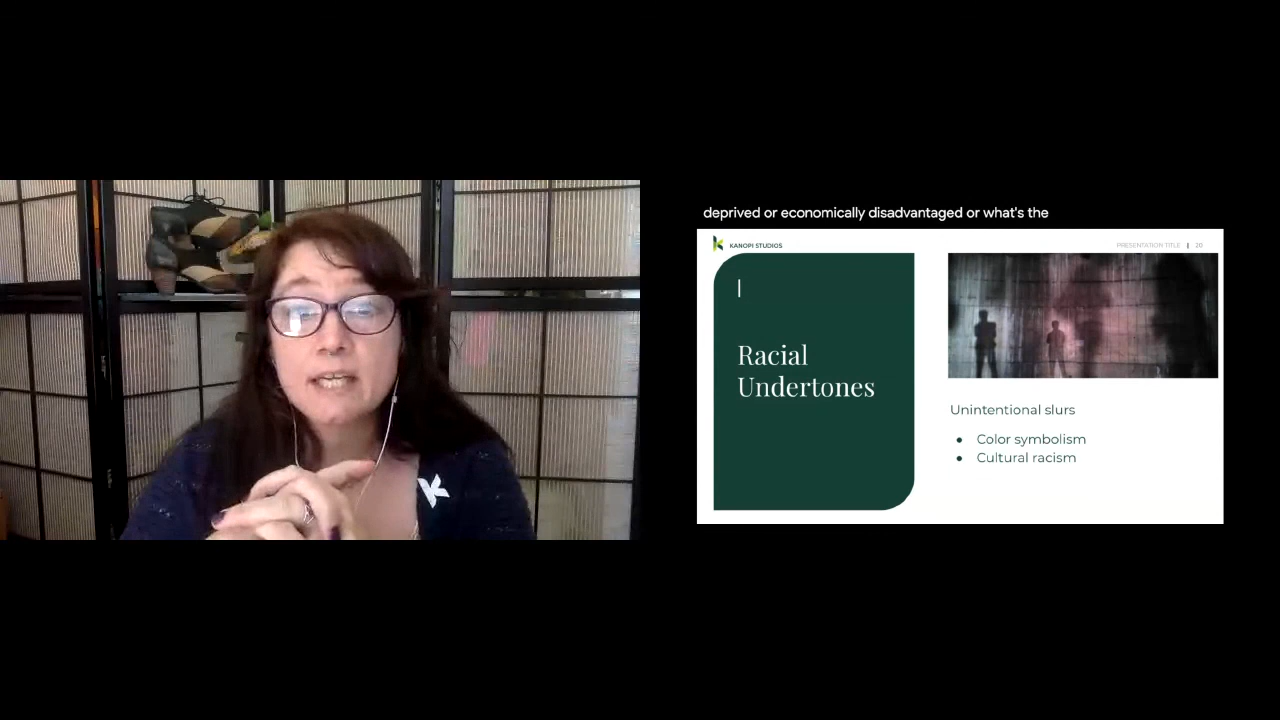 deprived or economically disadvantaged or what's the
KANOPI STUDIOS
PRESENTATION TITLE | 20
Racial
Undertones
Unintentional slurs
● Color symbolism
● Cultural racism